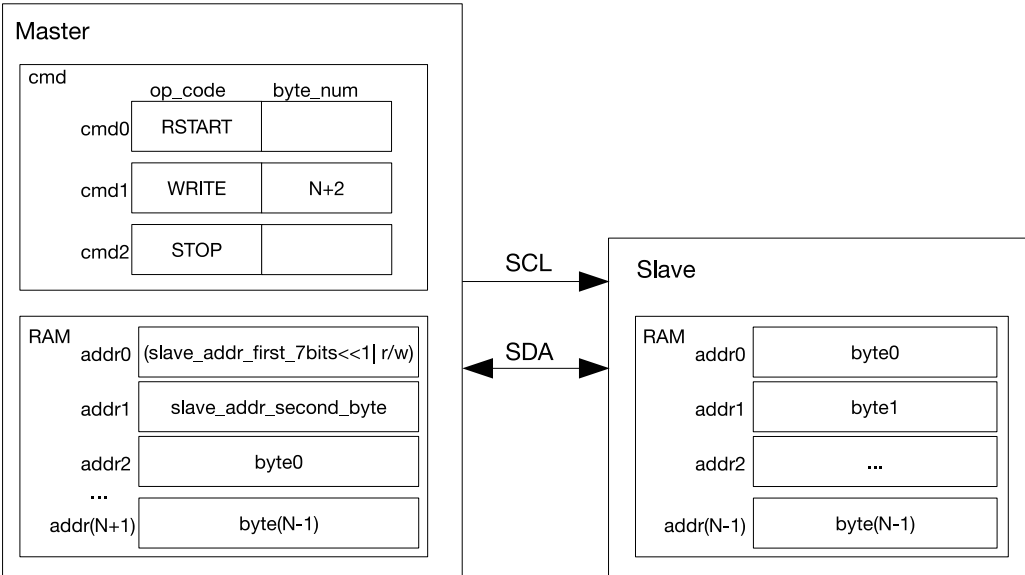 Master
cmd
op_code byte_num
cmd0 RSTART
cmd1 WRITE N+2
cmd2 STOP
SCL
SDA
RAM
addr0 (slave_addr_first_7bits<<1| r/w)
addr1 slave_addr_second_byte
addr2 byte0
...
addr(N+1) byte(N-1)
Slave
RAM
addr0 byte0
addr1 byte1
addr2 ...
addr(N-1) byte(N-1)